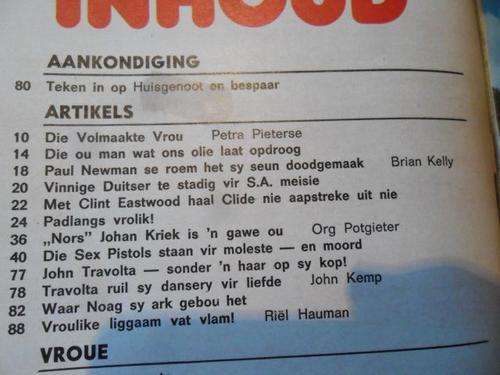 INHOUD
AANKONDIGING
80 Teken in op Huisgenoot en bespaar
ARTIKELS
10 Die Volmaakte Vrou Petra Pieterse
14 Die ou man wat ons olie laat opdroog
18 Paul Newman se roem het sy seun doodgemaak Brian Kelly
20 Vinnige Duitser te stadig vir S.A. meisie
22 Met Clint Eastwood haal Clide nie aapstreke uit nie
24 Padlangs vrolik!
36 „Nors” Johan Kriek is 'n gawe ou Org Potgieter
40 Die Sex Pistols staan vir moleste — en moord
77 John Travolta — sonder 'n haar op sy kop!
78 Travolta ruil sy dansery vir liefde John Kemp
82 Waar Noag sy ark gebou het
88 Vroulike liggaam vat vlam! Riël Hauman
VROUE